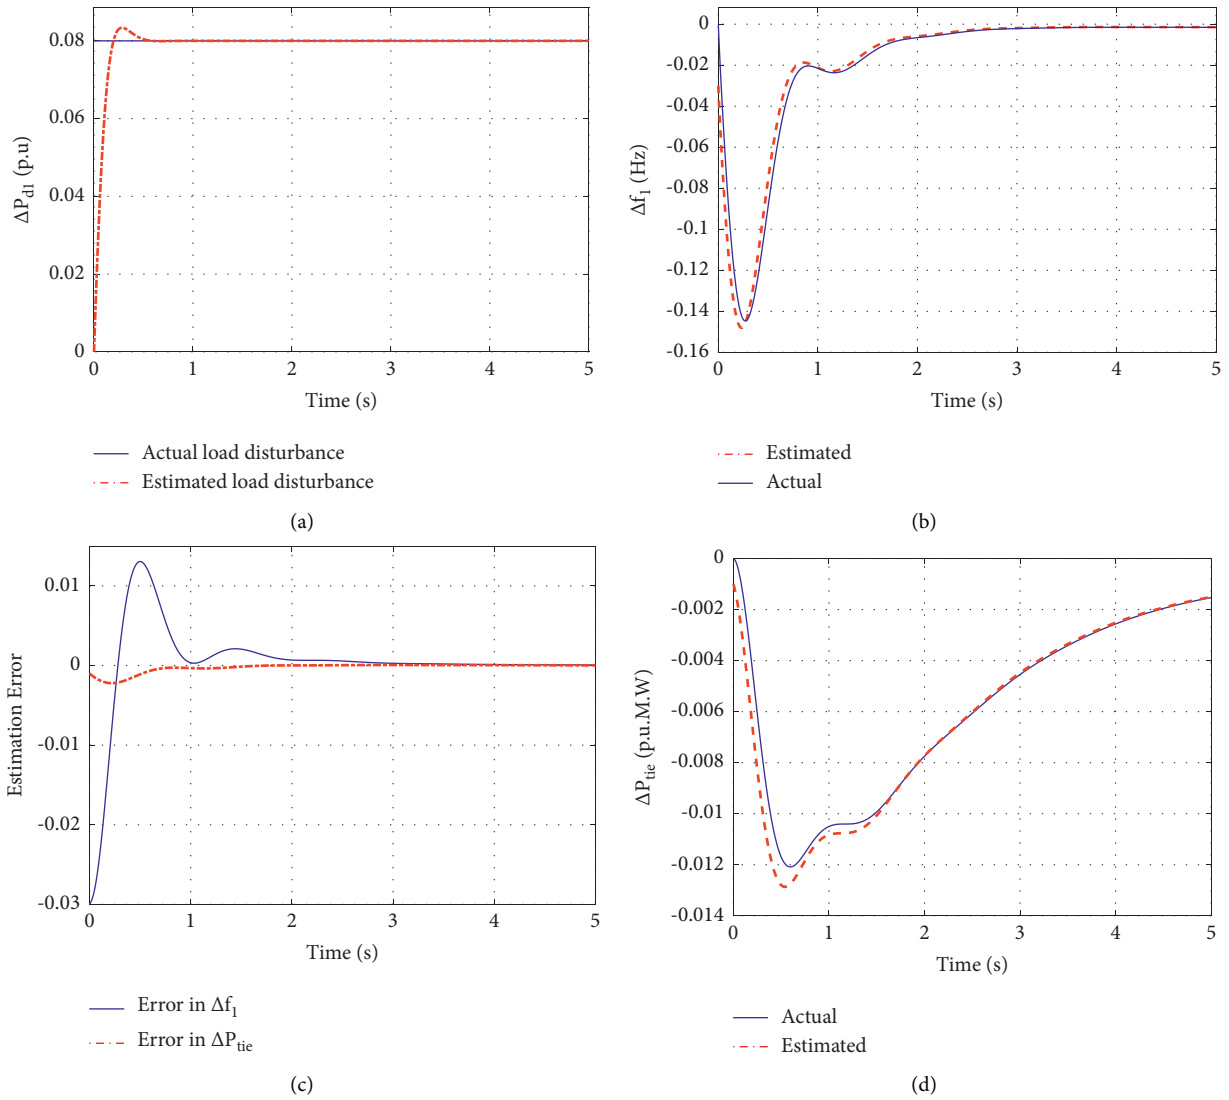 0.08
0.06
0.04
0.02
0
ΔP_d1 (p.u)
0 1 2 3 4 5
Time (s)
Actual load disturbance
Estimated load disturbance
(a)
0
-0.02
-0.04
-0.06
-0.08
-0.1
-0.12
-0.14
-0.16
Δf_1 (Hz)
0 1 2 3 4 5
Time (s)
Estimated
Actual
(b)
0.01
0
-0.01
-0.02
-0.03
Estimation Error
0 1 2 3 4 5
Time (s)
Error in Δf_1
Error in ΔP_tie
(c)
0
-0.002
-0.004
-0.006
-0.008
-0.01
-0.012
-0.014
ΔP_tie (p.u.M.W)
0 1 2 3 4 5
Time (s)
Actual
Estimated
(d)